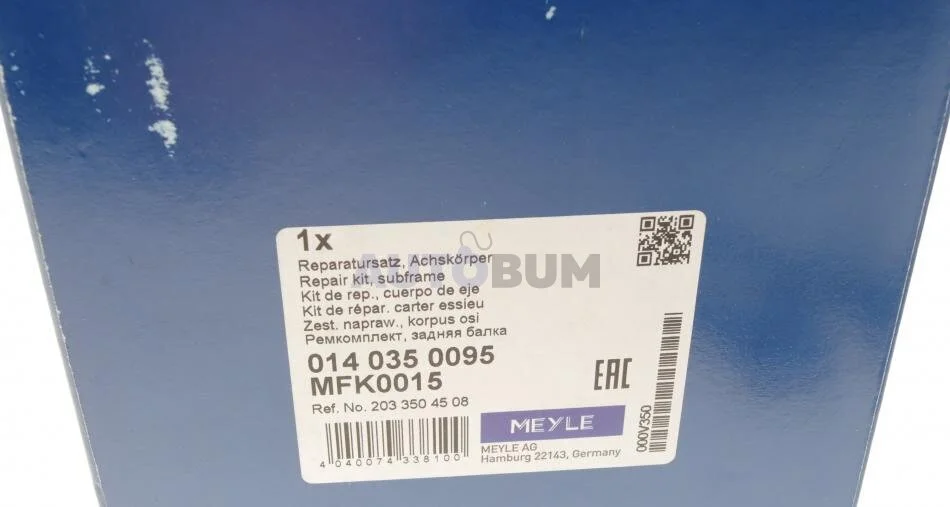 1x
Reparatursatz, Achskörper
Repair kit, subframe
Kit de rep., cuerpo de eje
Kit de répar. carter essieu
Zest. napraw., korpus osi
Ремкомплект, задняя балка
014 035 0095
MFK0015
Ref. No. 203 350 45 08
4 040074 338100
EAC
MEYLE
MEYLE AG
Hamburg 22143, Germany
000V350
AUTOBUM